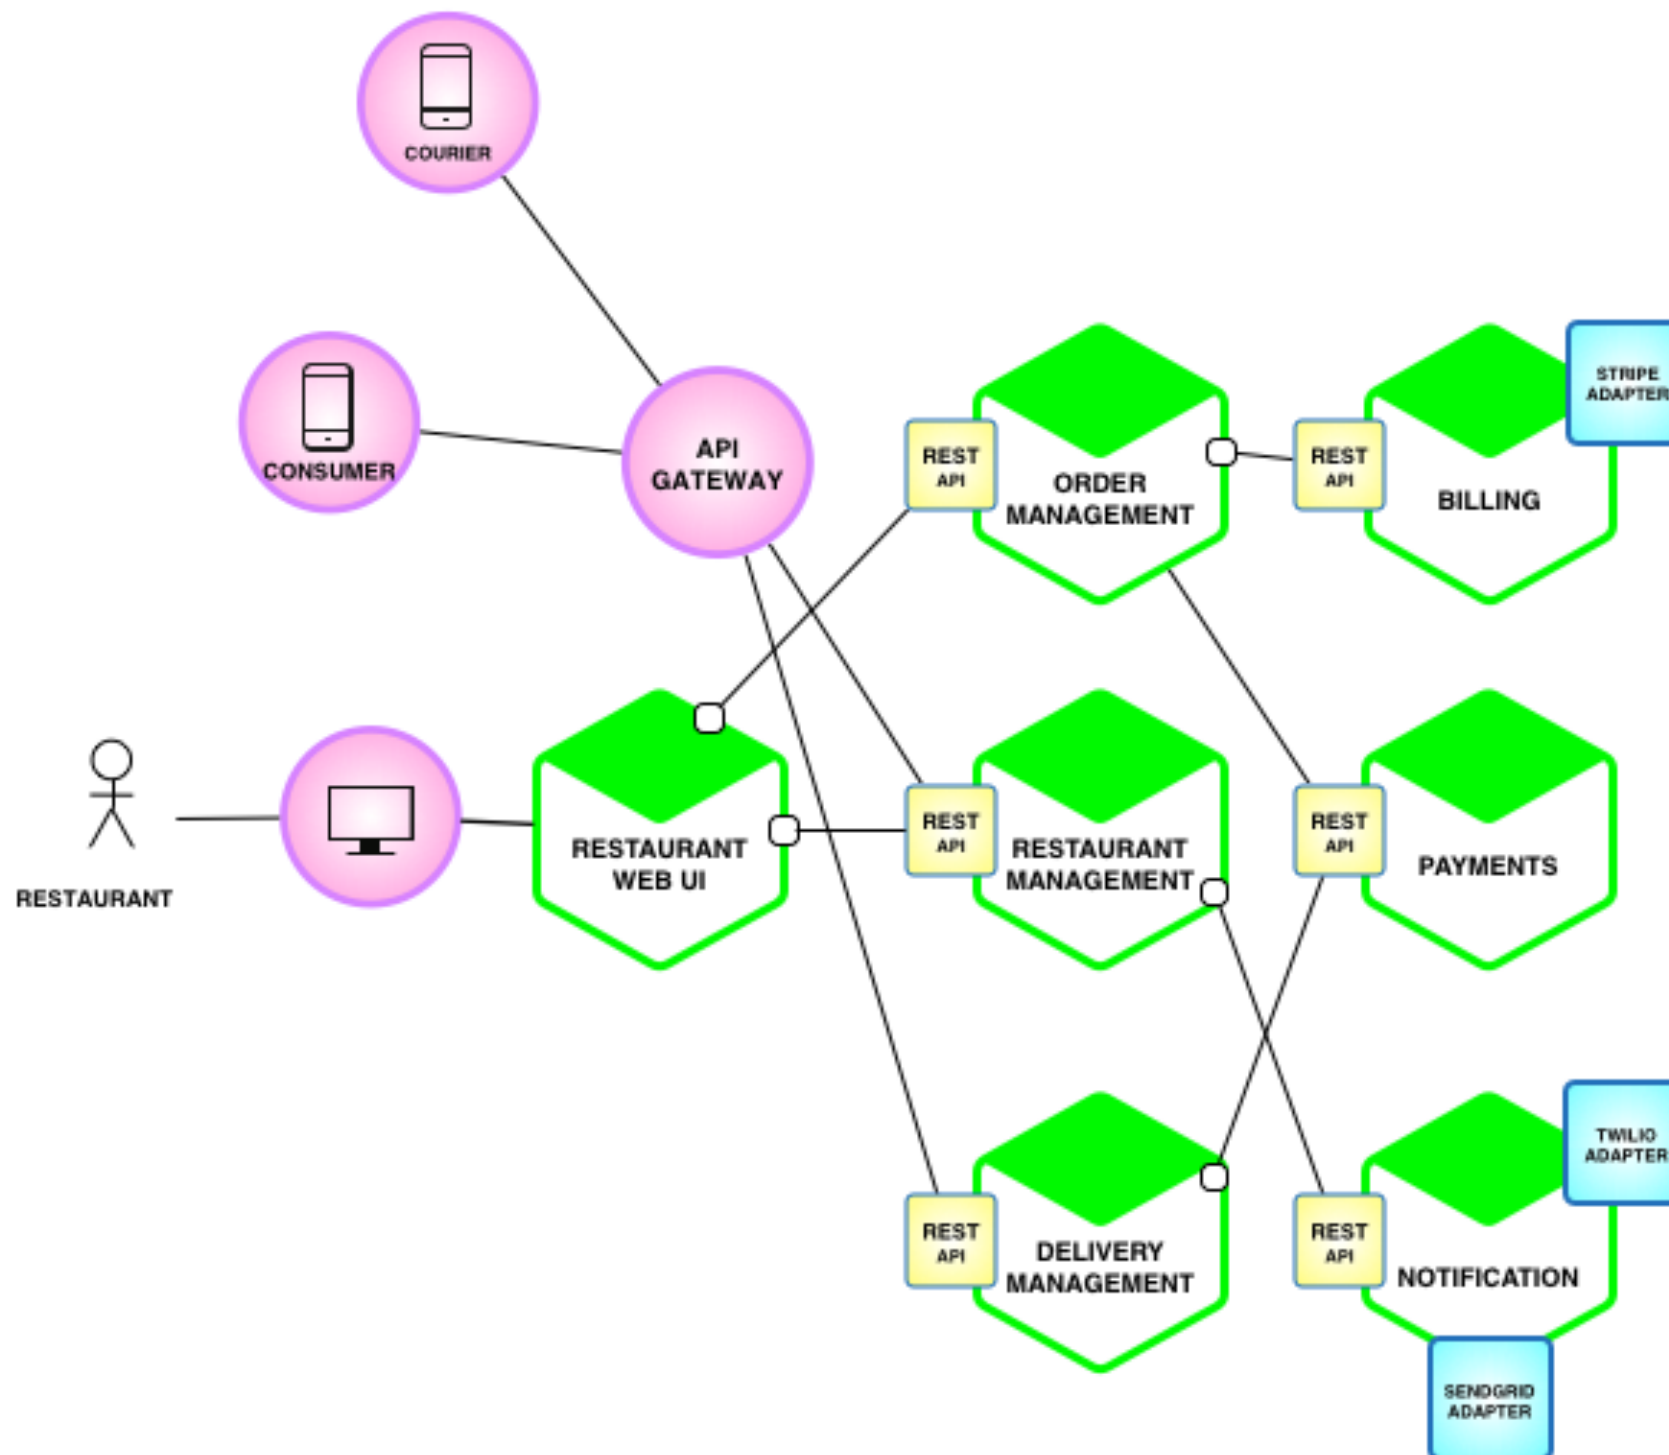 COURIER
CONSUMER
API
GATEWAY
REST
API
ORDER
MANAGEMENT
REST
API
BILLING
STRIPE
ADAPTER
RESTAURANT
RESTAURANT
WEB UI
REST
API
RESTAURANT
MANAGEMENT
REST
API
PAYMENTS
REST
API
DELIVERY
MANAGEMENT
REST
API
NOTIFICATION
TWILIO
ADAPTER
SENDGRID
ADAPTER